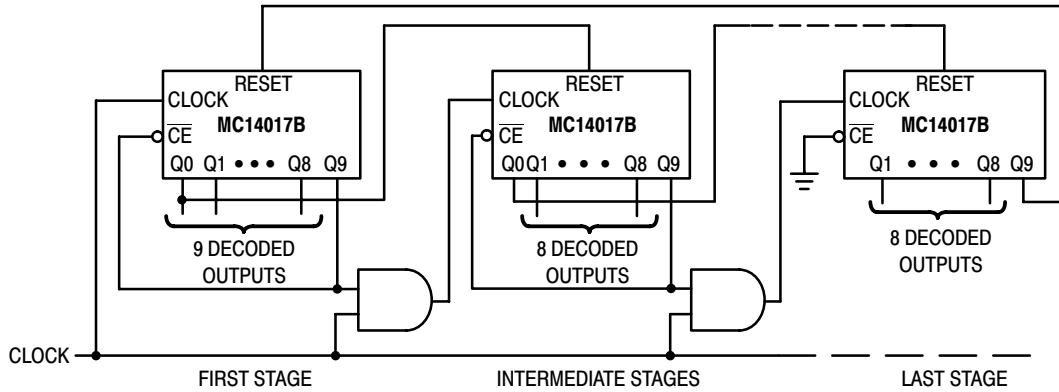 RESET
CLOCK
MC14017B
CE
Q0 Q1 • • • Q8 Q9
9 DECODED
OUTPUTS
RESET
CLOCK
MC14017B
CE
Q0 Q1 • • • Q8 Q9
8 DECODED
OUTPUTS
RESET
CLOCK
MC14017B
CE
Q1 • • • Q8 Q9
8 DECODED
OUTPUTS
CLOCK
FIRST STAGE
INTERMEDIATE STAGES
LAST STAGE